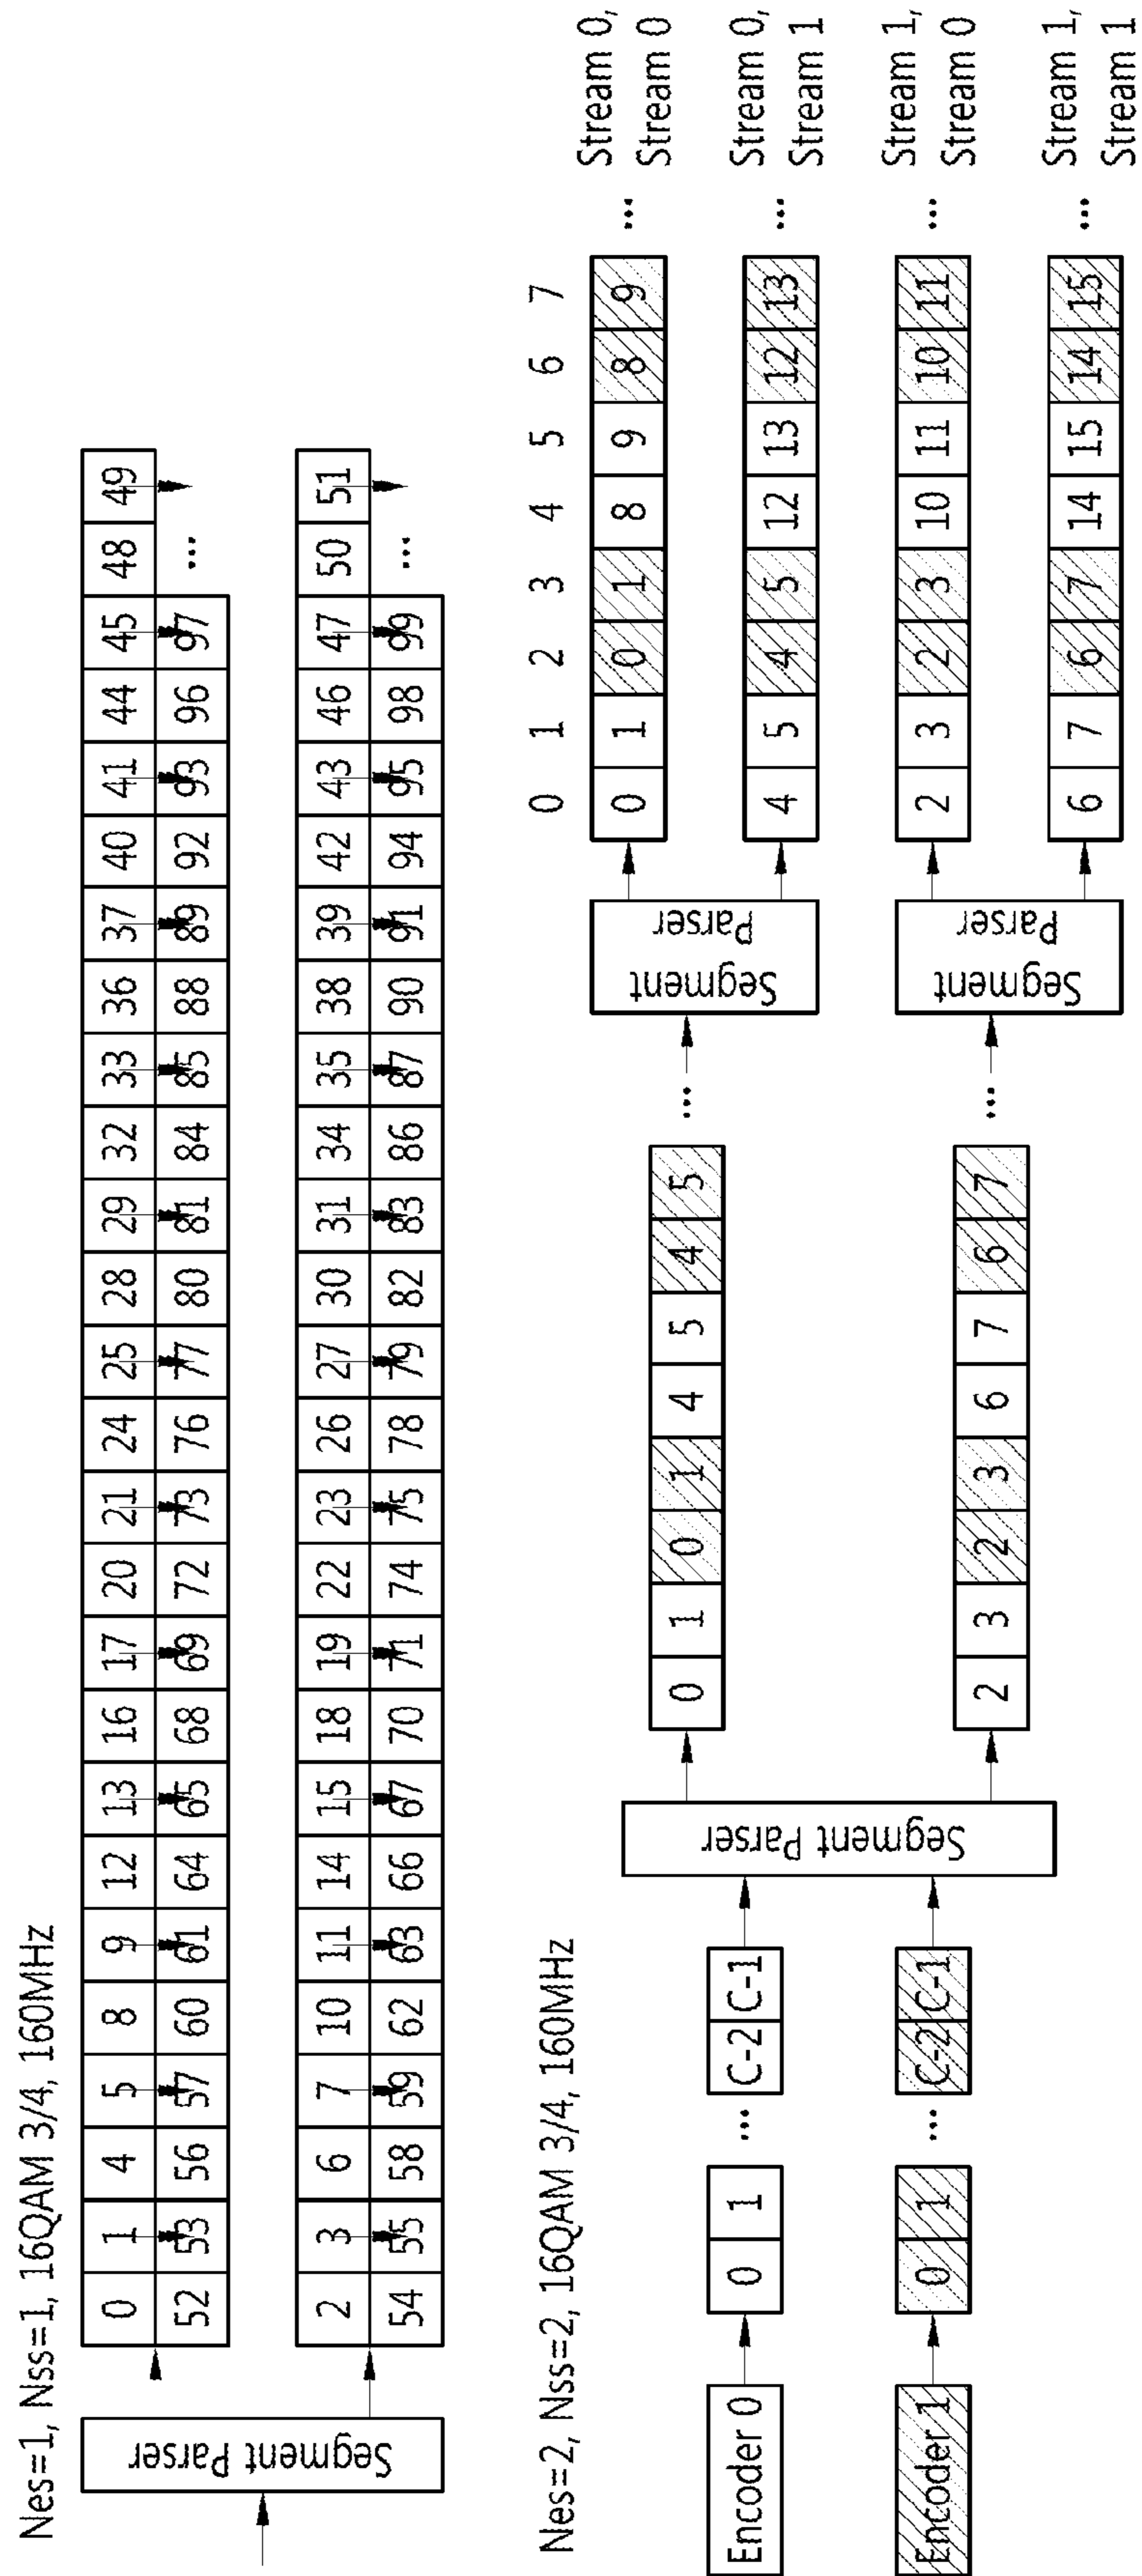 Nes=1, Nss=1, 16QAM 3/4, 160MHz
Segment Parser
0 1 4 5 8 9 12 13 16 17 20 21 24 25 28 29 32 33 36 37 40 41 44 45 48 49
52 53 56 57 60 61 64 65 68 69 72 73 76 77 80 81 84 85 88 89 92 93 96 97 ...
2 3 6 7 10 11 14 15 18 19 22 23 26 27 30 31 34 35 38 39 42 43 46 47 50 51
54 55 58 59 62 63 66 67 70 71 74 75 78 79 82 83 86 87 90 91 94 95 98 99 ...
Nes=2, Nss=2, 16QAM 3/4, 160MHz
Encoder 0
0 1 ... C-2 C-1
Encoder 1
0 1 ... C-2 C-1
Segment Parser
0 1 0 1 4 5 4 5 ...
2 3 2 3 6 7 6 7 ...
Segment
Parser
Segment
Parser
0 1 2 3 4 5 6 7
0 1 0 1 8 9 8 9 ...
Stream 0,
Stream 0
4 5 4 5 12 13 12 13 ...
Stream 0,
Stream 1
2 3 2 3 10 11 10 11 ...
Stream 1,
Stream 0
6 7 6 7 14 15 14 15 ...
Stream 1,
Stream 1